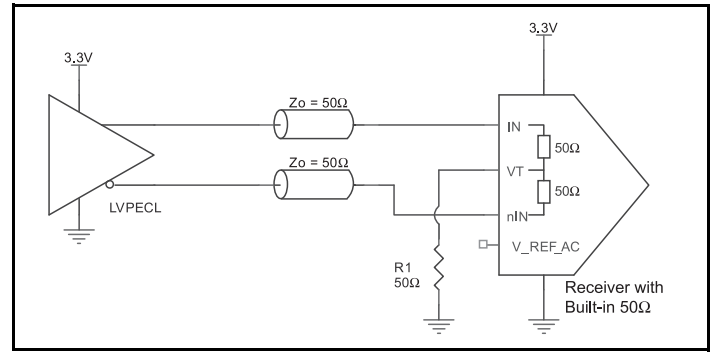 3.3V
3.3V
Zo = 50Ω
IN
50Ω
Zo = 50Ω
VT
50Ω
LVPECL
nIN
V_REF_AC
R1
50Ω
Receiver with
Built-in 50Ω